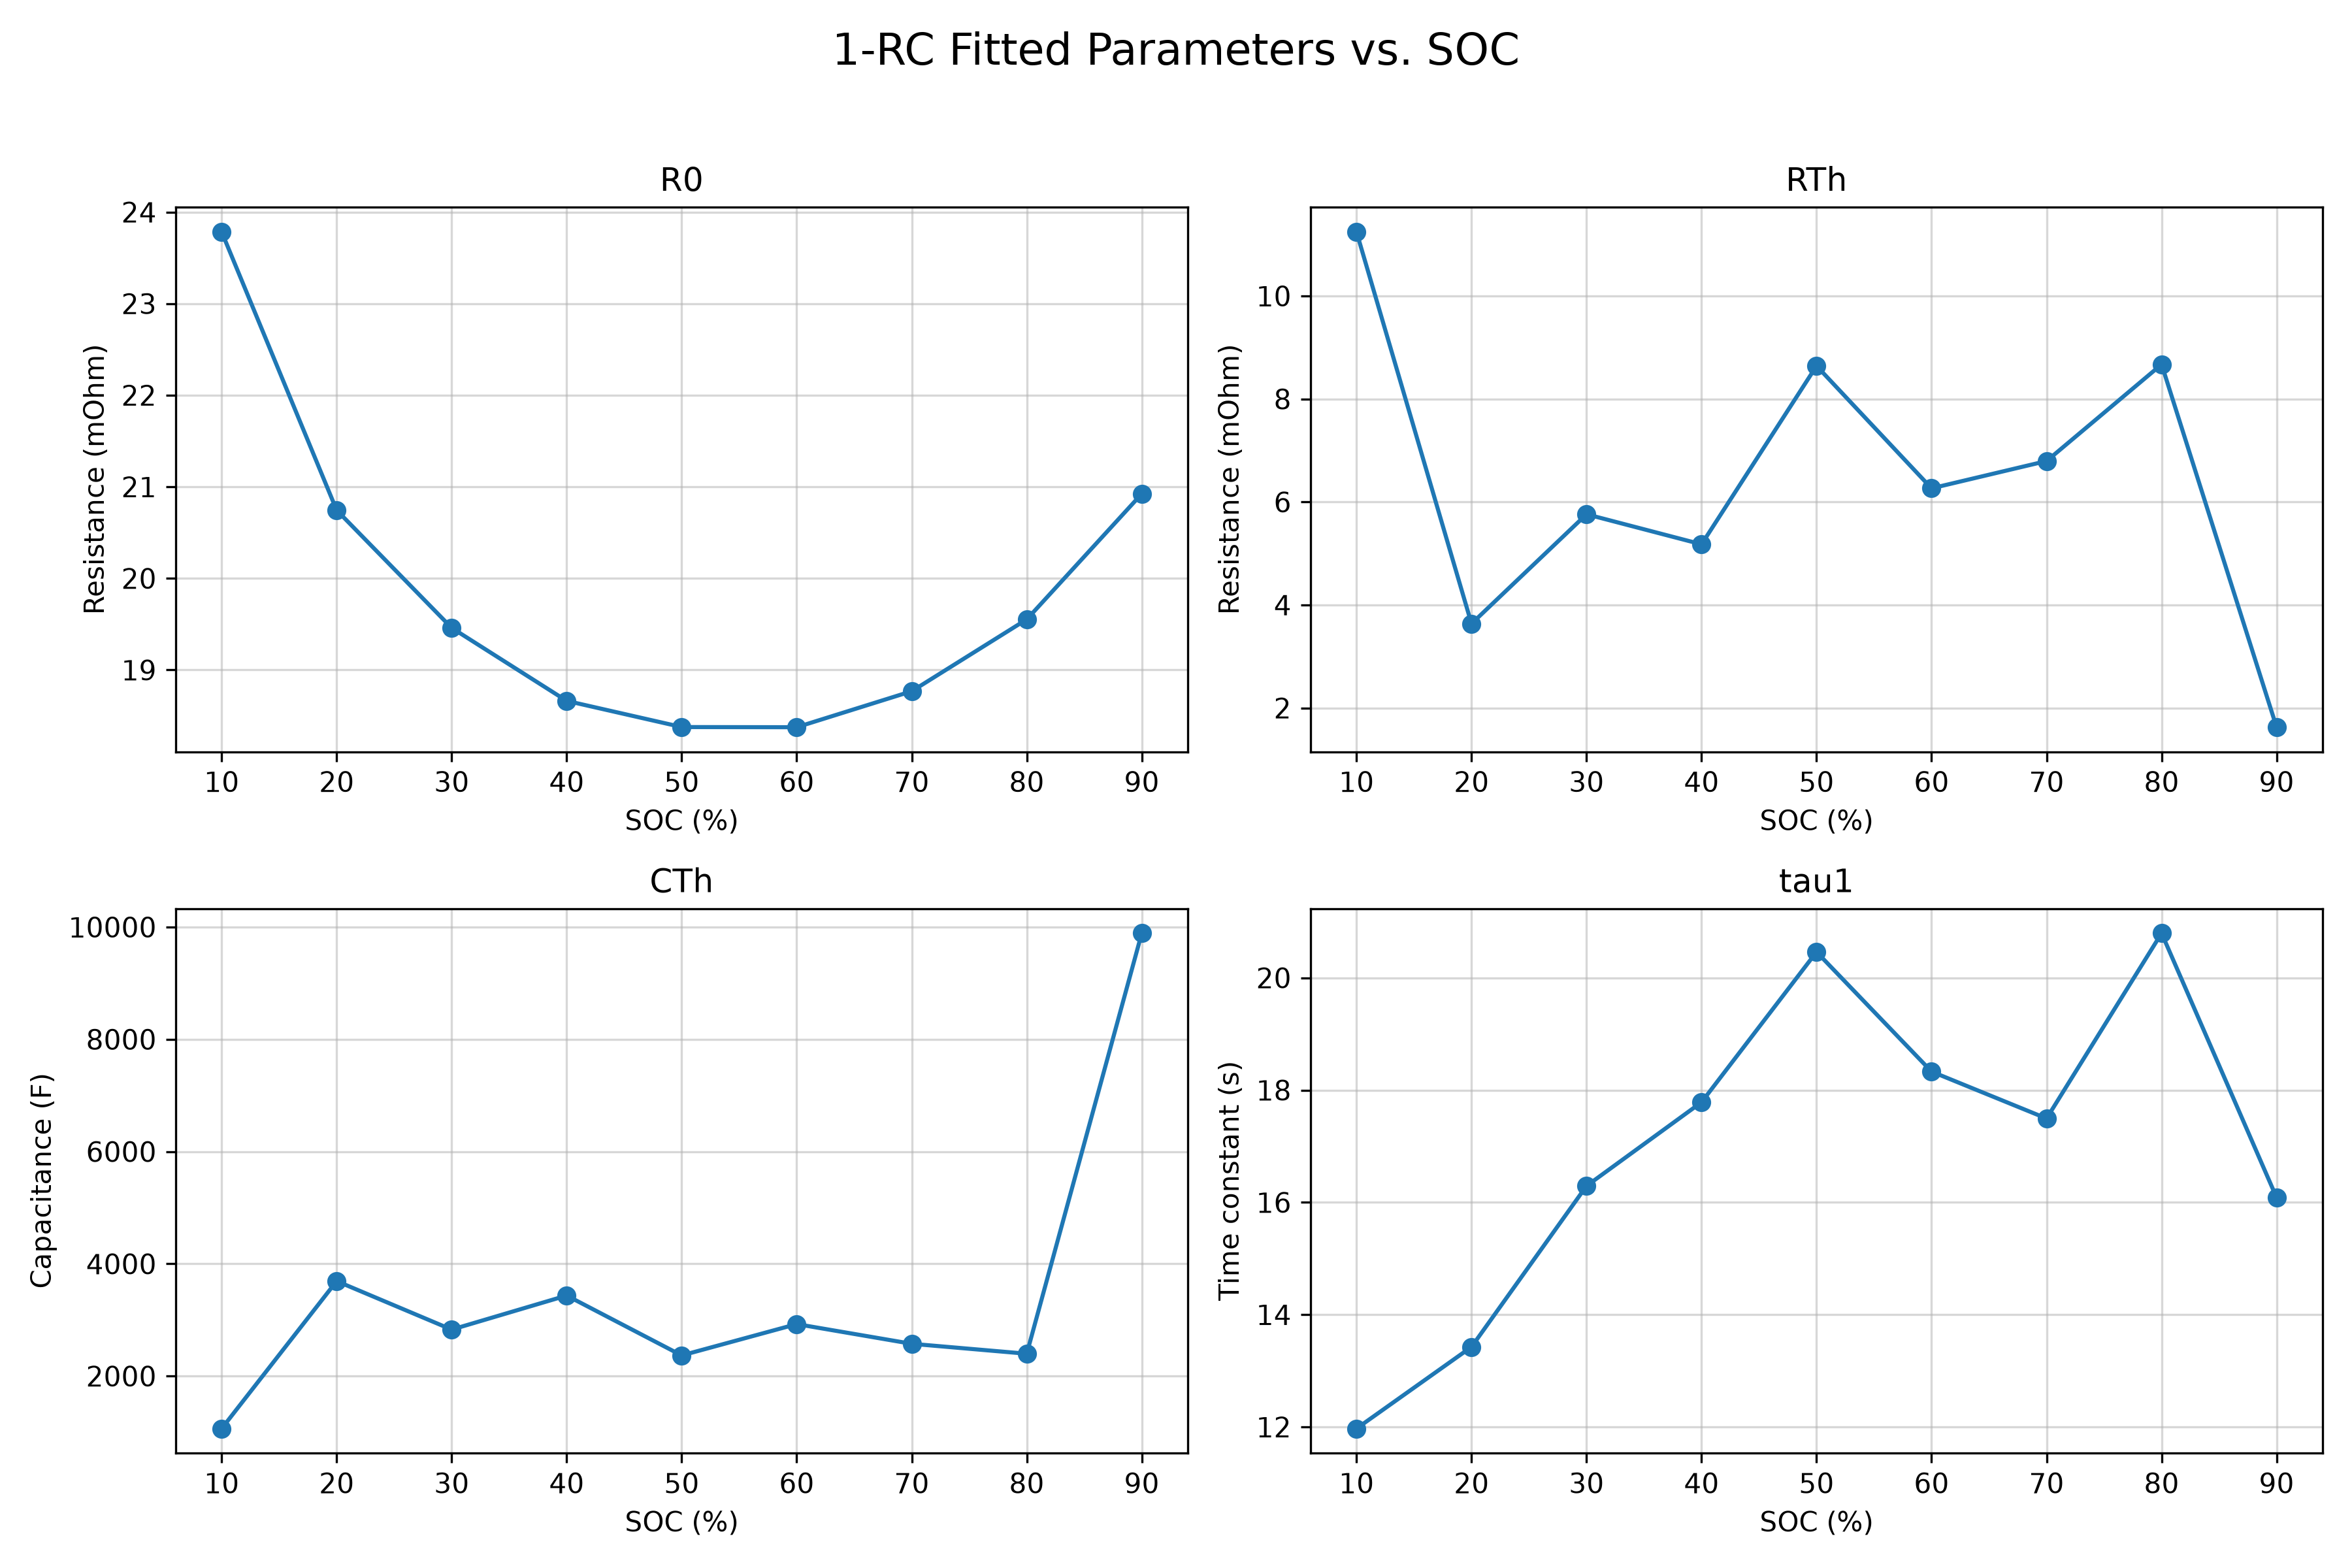 1-RC Fitted Parameters vs. SOC
R0
24
23
22
21
20
19
Resistance (mOhm)
10 20 30 40 50 60 70 80 90
SOC (%)
RTh
10
8
6
4
2
Resistance (mOhm)
10 20 30 40 50 60 70 80 90
SOC (%)
CTh
10000
8000
6000
4000
2000
Capacitance (F)
10 20 30 40 50 60 70 80 90
SOC (%)
tau1
20
18
16
14
12
Time constant (s)
10 20 30 40 50 60 70 80 90
SOC (%)